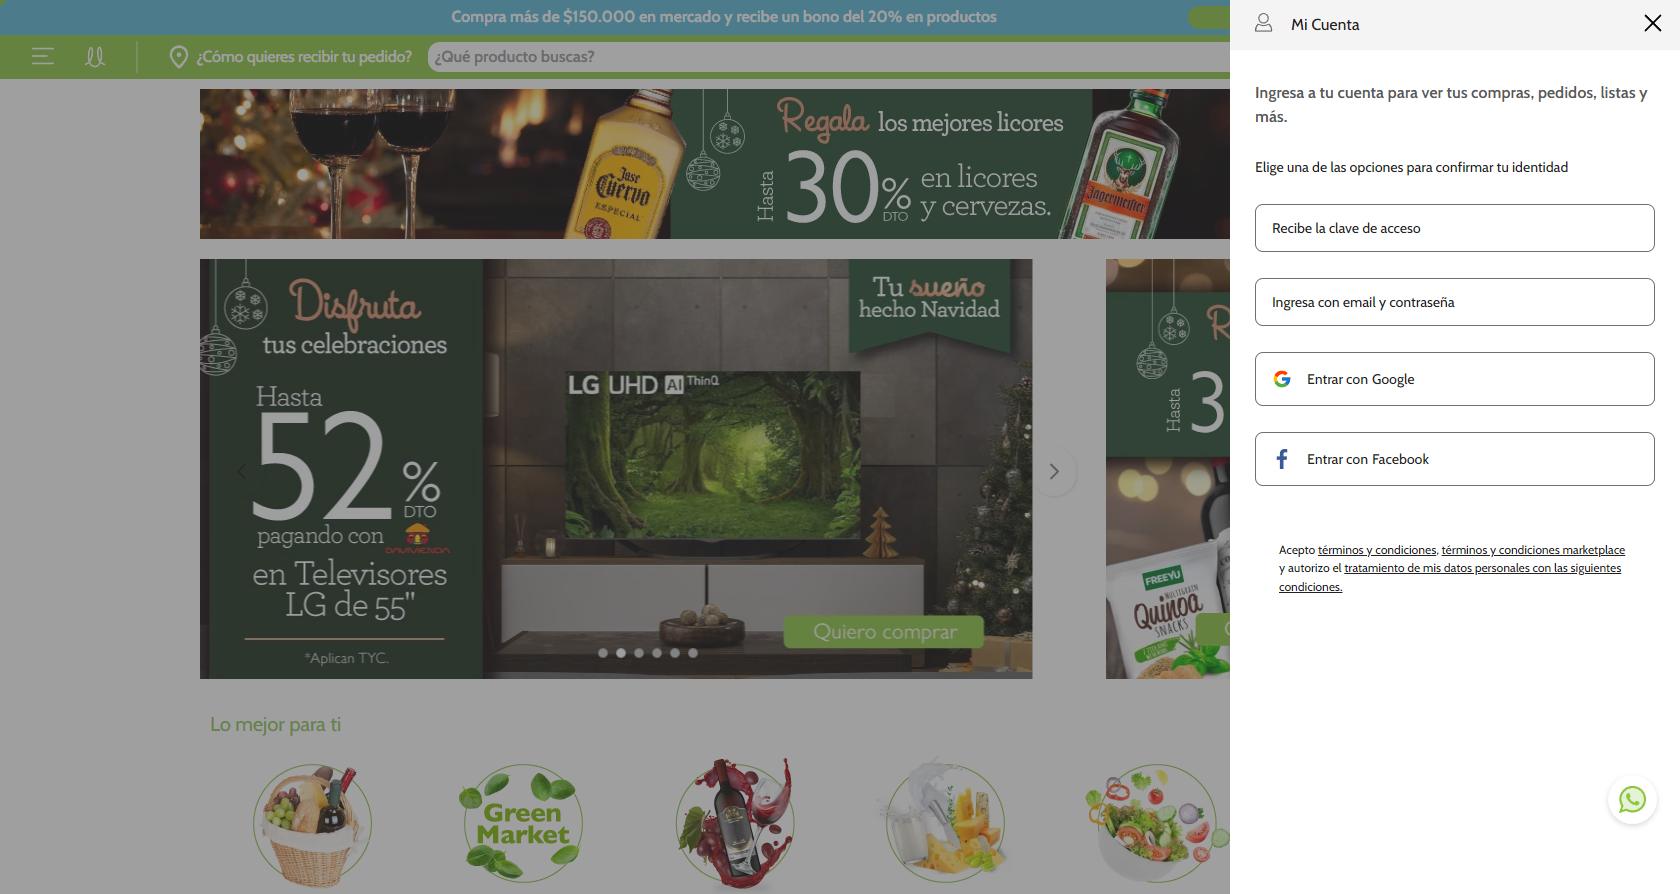 Compra más de $150.000 en mercado y recibe un bono del 20% en productos
¿Cómo quieres recibir tu pedido?
¿Qué producto buscas?
Regala los mejores licores
Hasta 30% DTO en licores y cervezas.
Jose Cuervo
ESPECIAL
Jägermeister
Disfruta
tus celebraciones
Hasta
52% DTO
pagando con DAVIVIENDA
en Televisores
LG de 55"
*Aplican TYC.
Tu sueño
hecho Navidad
LG UHD AI ThinQ
Quiero comprar
R
Hasta 3
FREEYU
MULTIGRAIN
Quinoa
SNACKS
Lo mejor para ti
Green
Market
Mi Cuenta
Ingresa a tu cuenta para ver tus compras, pedidos, listas y
más.
Elige una de las opciones para confirmar tu identidad
Recibe la clave de acceso
Ingresa con email y contraseña
Entrar con Google
Entrar con Facebook
Acepto términos y condiciones, términos y condiciones marketplace
y autorizo el tratamiento de mis datos personales con las siguientes
condiciones.